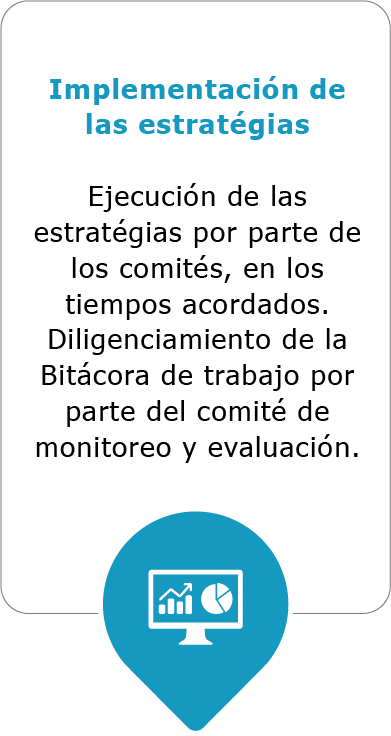 Implementación de
las estratégias
Ejecución de las
estratégias por parte de
los comités, en los
tiempos acordados.
Diligenciamiento de la
Bitácora de trabajo por
parte del comité de
monitoreo y evaluación.